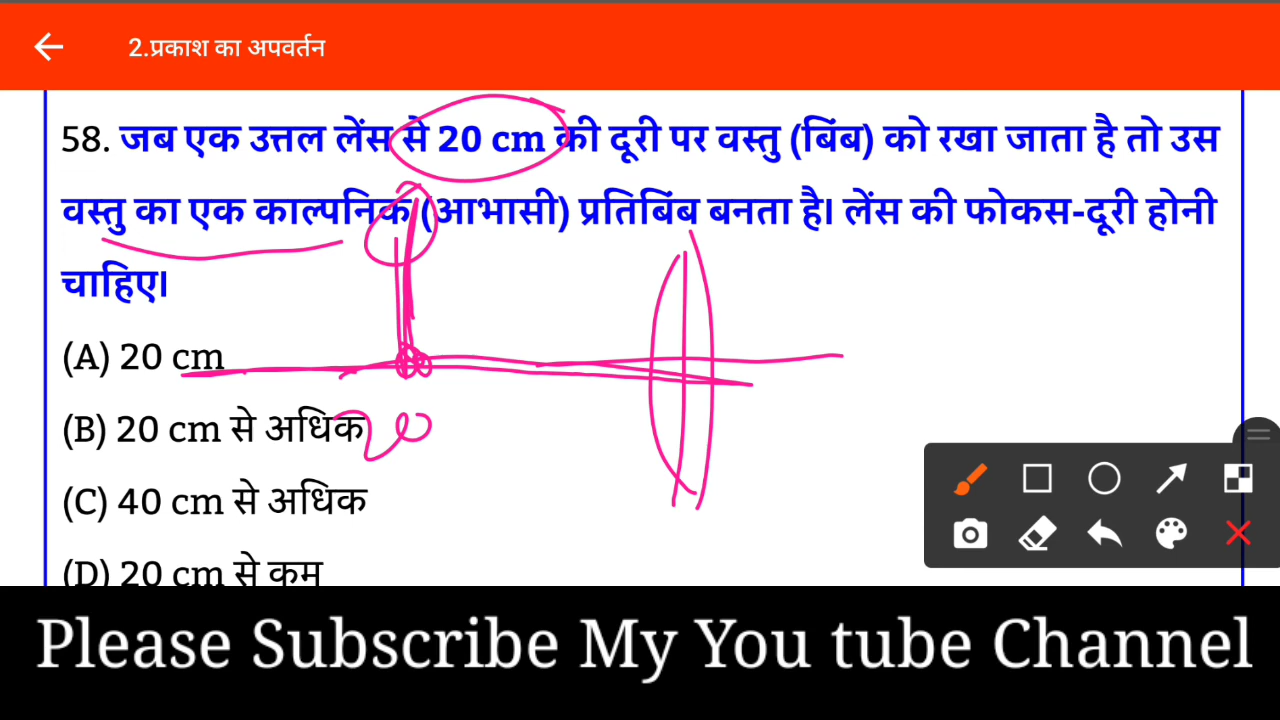 2.प्रकाश का अपवर्तन
58. जब एक उत्तल लेंस से 20 cm की दूरी पर वस्तु (बिंब) को रखा जाता है तो उस
वस्तु का एक काल्पनिक (आभासी) प्रतिबिंब बनता है। लेंस की फोकस-दूरी होनी
चाहिए।
(A) 20 cm
(B) 20 cm से अधिक
20
(C) 40 cm से अधिक
(D) 20 cm से कम
Please Subscribe My You tube Channel